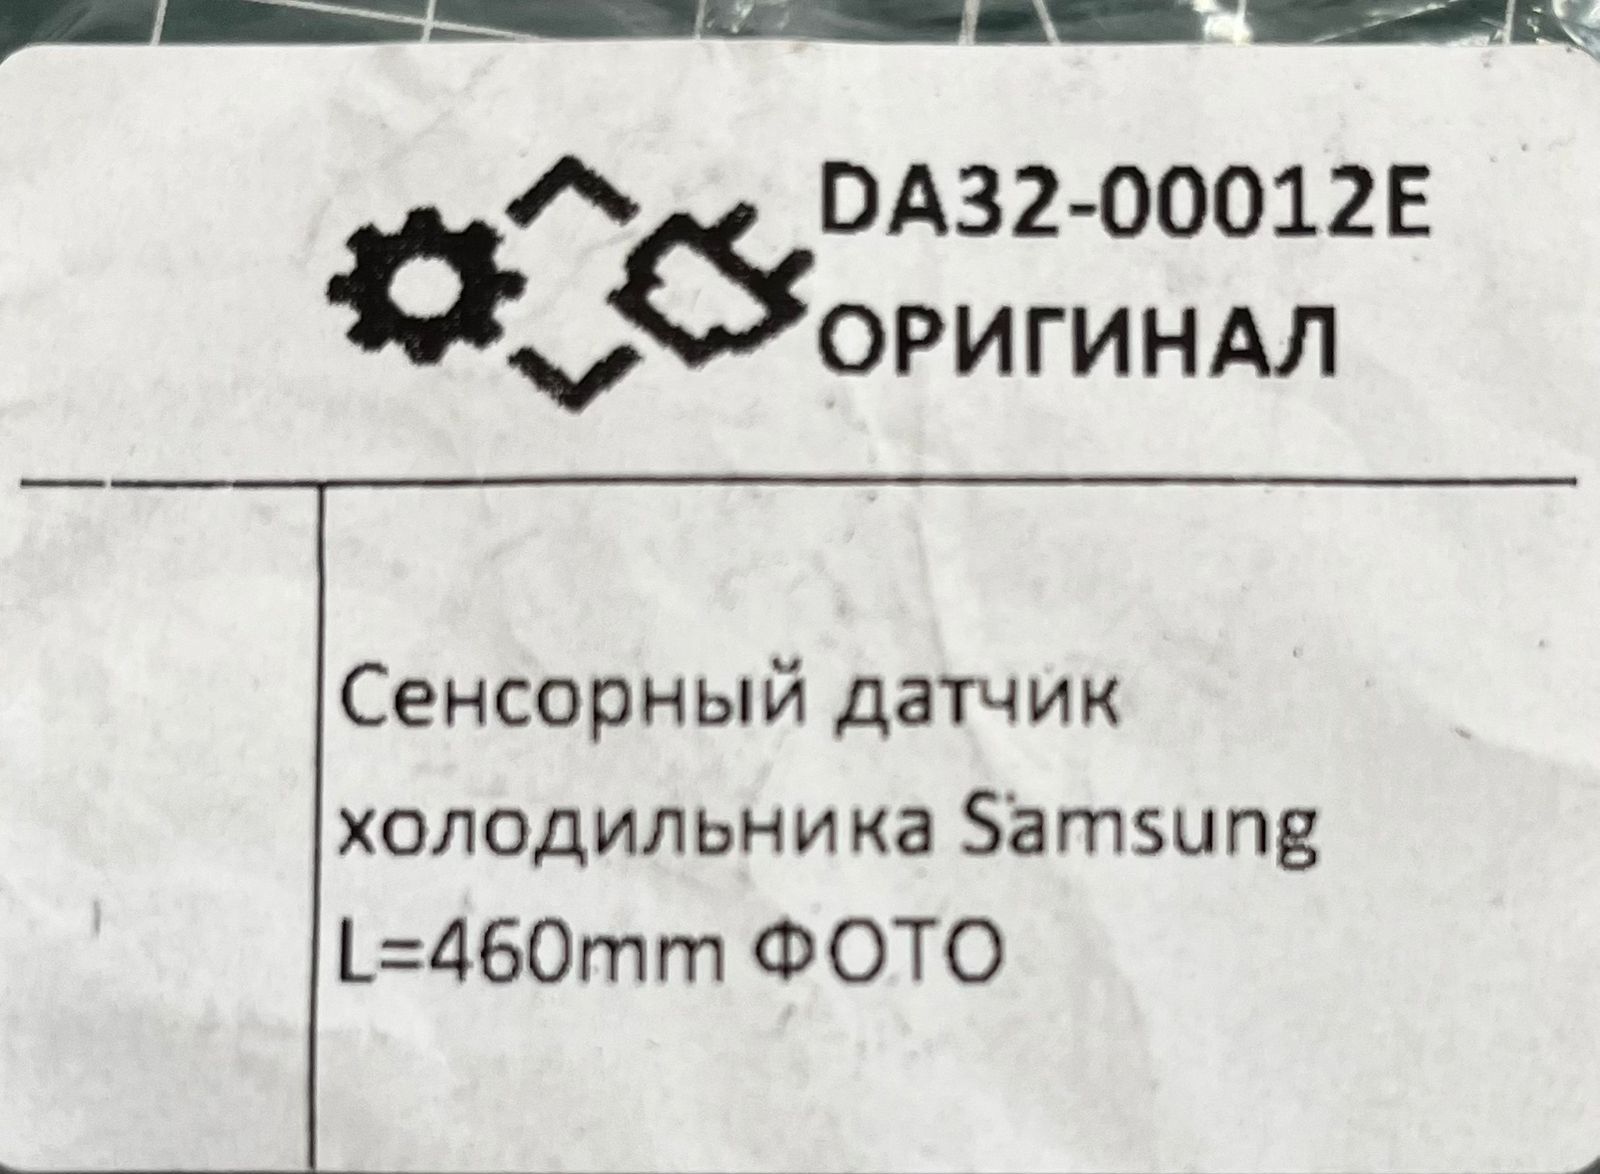 DA32-00012E
ОРИГИНАЛ
Сенсорный датчик
холодильника Samsung
L=460mm ФОТО